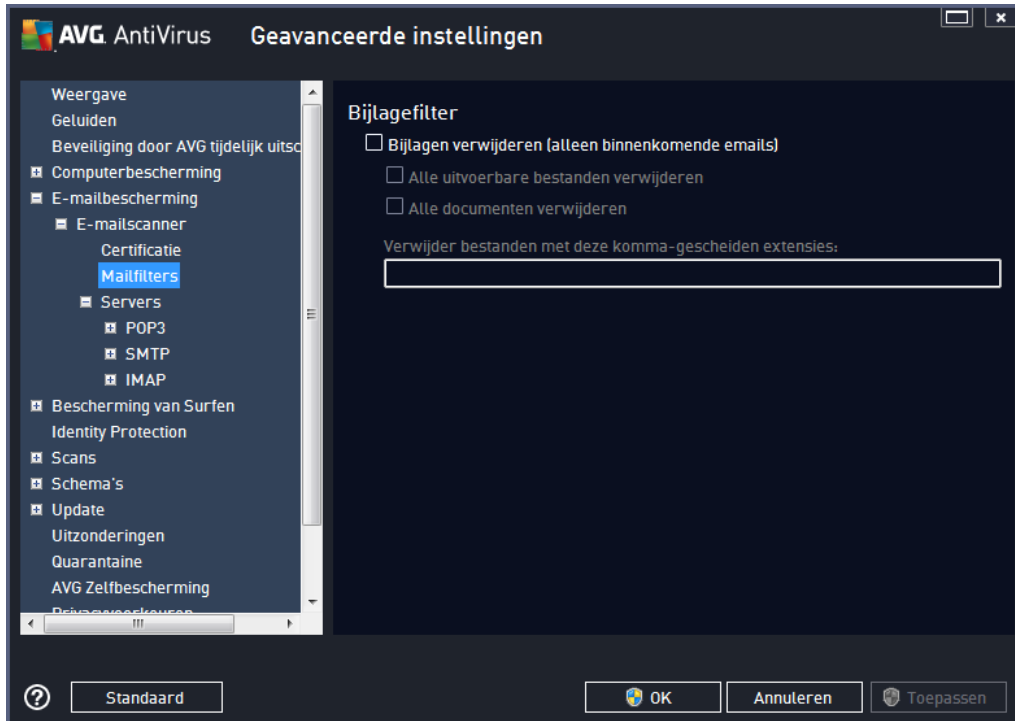 AVG. AntiVirus Geavanceerde instellingen
Weergave
Geluiden
Beveiliging door AVG tijdelijk uitsc
Computerbescherming
E-mailbescherming
E-mailscanner
Certificatie
Mailfilters
Servers
POP3
SMTP
IMAP
Bescherming van Surfen
Identity Protection
Scans
Schema's
Update
Uitzonderingen
Quarantaine
AVG Zelfbescherming
Privacyvoorkeuren
Bijlagefilter
Bijlagen verwijderen (alleen binnenkomende emails)
Alle uitvoerbare bestanden verwijderen
Alle documenten verwijderen
Verwijder bestanden met deze komma-gescheiden extensies:
Standaard
OK
Annuleren
Toepassen